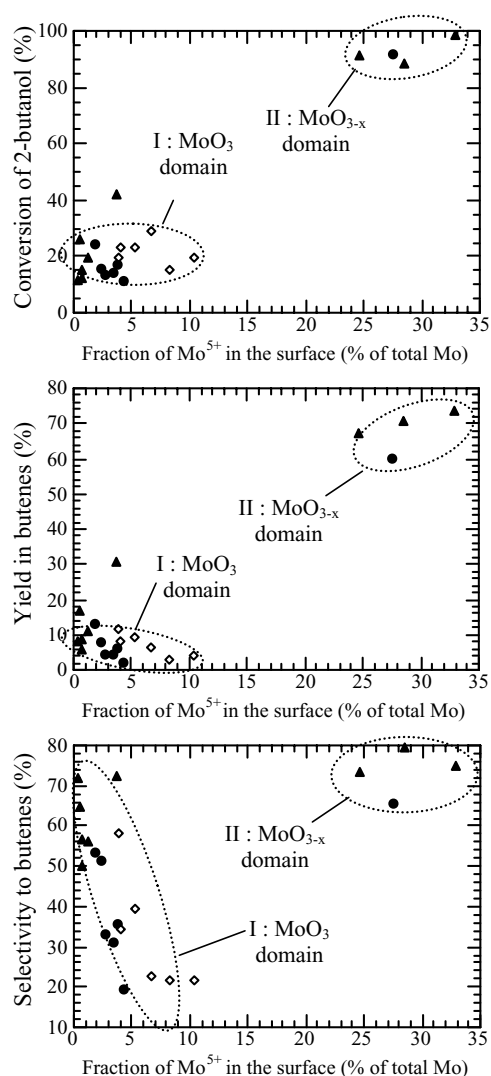 Conversion of 2-butanol (%)
100
80
60
40
20
0
I : MoO₃
domain
II : MoO₃₋ₓ
domain
0 5 10 15 20 25 30 35
Fraction of Mo⁵⁺ in the surface (% of total Mo)
Yield in butenes (%)
80
70
60
50
40
30
20
10
0
II : MoO₃₋ₓ
domain
I : MoO₃
domain
0 5 10 15 20 25 30 35
Fraction of Mo⁵⁺ in the surface (% of total Mo)
Selectivity to butenes (%)
80
70
60
50
40
30
20
10
II : MoO₃₋ₓ
domain
I : MoO₃
domain
0 5 10 15 20 25 30 35
Fraction of Mo⁵⁺ in the surface (% of total Mo)